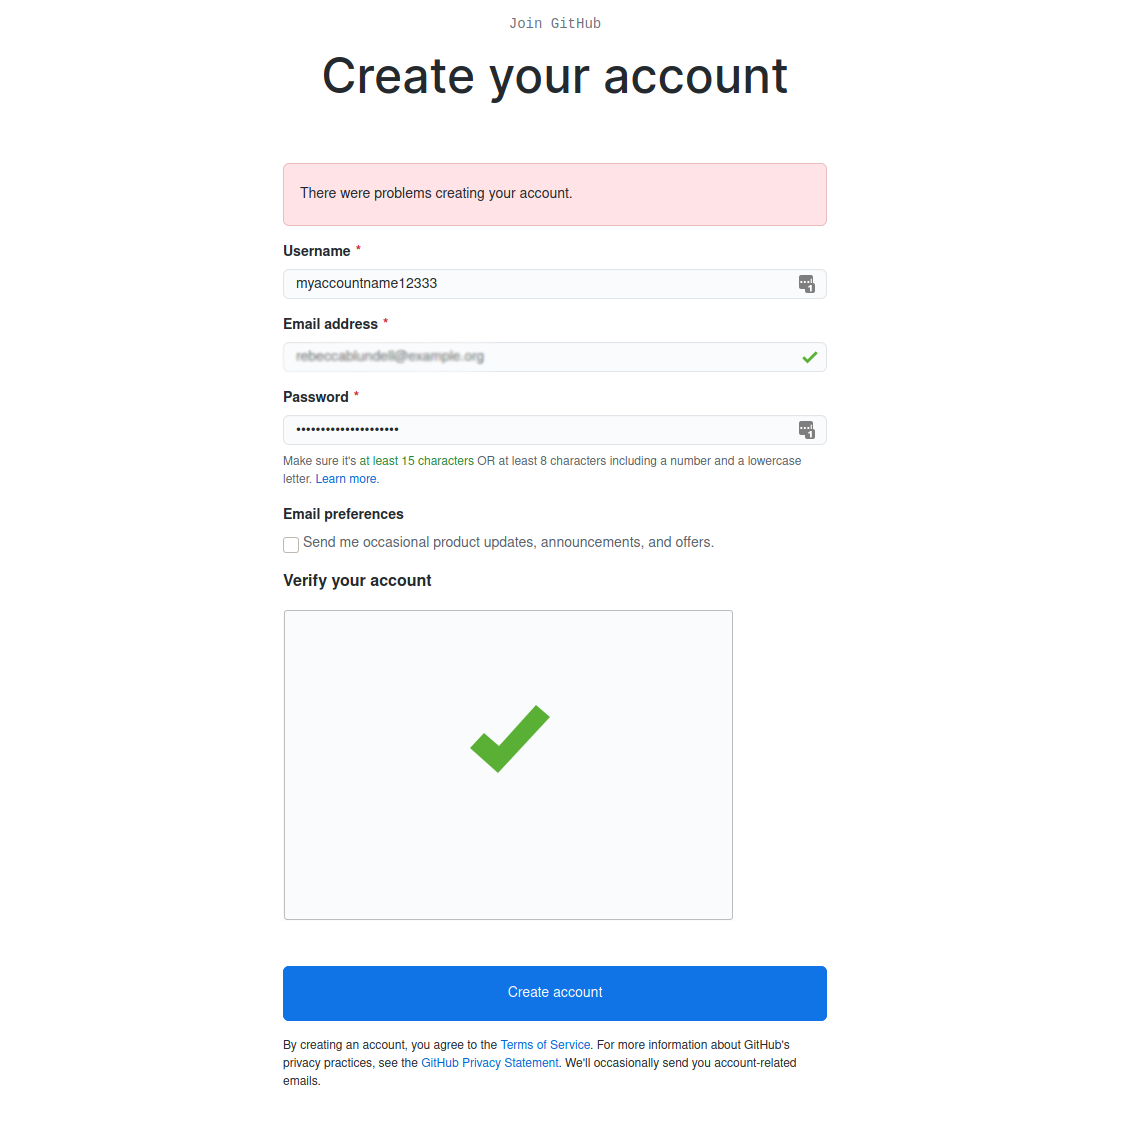 Join GitHub
Create your account
There were problems creating your account.
Username *
myaccountname12333
Email address *
rebeccablundell@example.org
Password *
•••••••••••••••••••••
Make sure it's at least 15 characters OR at least 8 characters including a number and a lowercase
letter. Learn more.
Email preferences
Send me occasional product updates, announcements, and offers.
Verify your account
Create account
By creating an account, you agree to the Terms of Service. For more information about GitHub's
privacy practices, see the GitHub Privacy Statement. We'll occasionally send you account-related
emails.